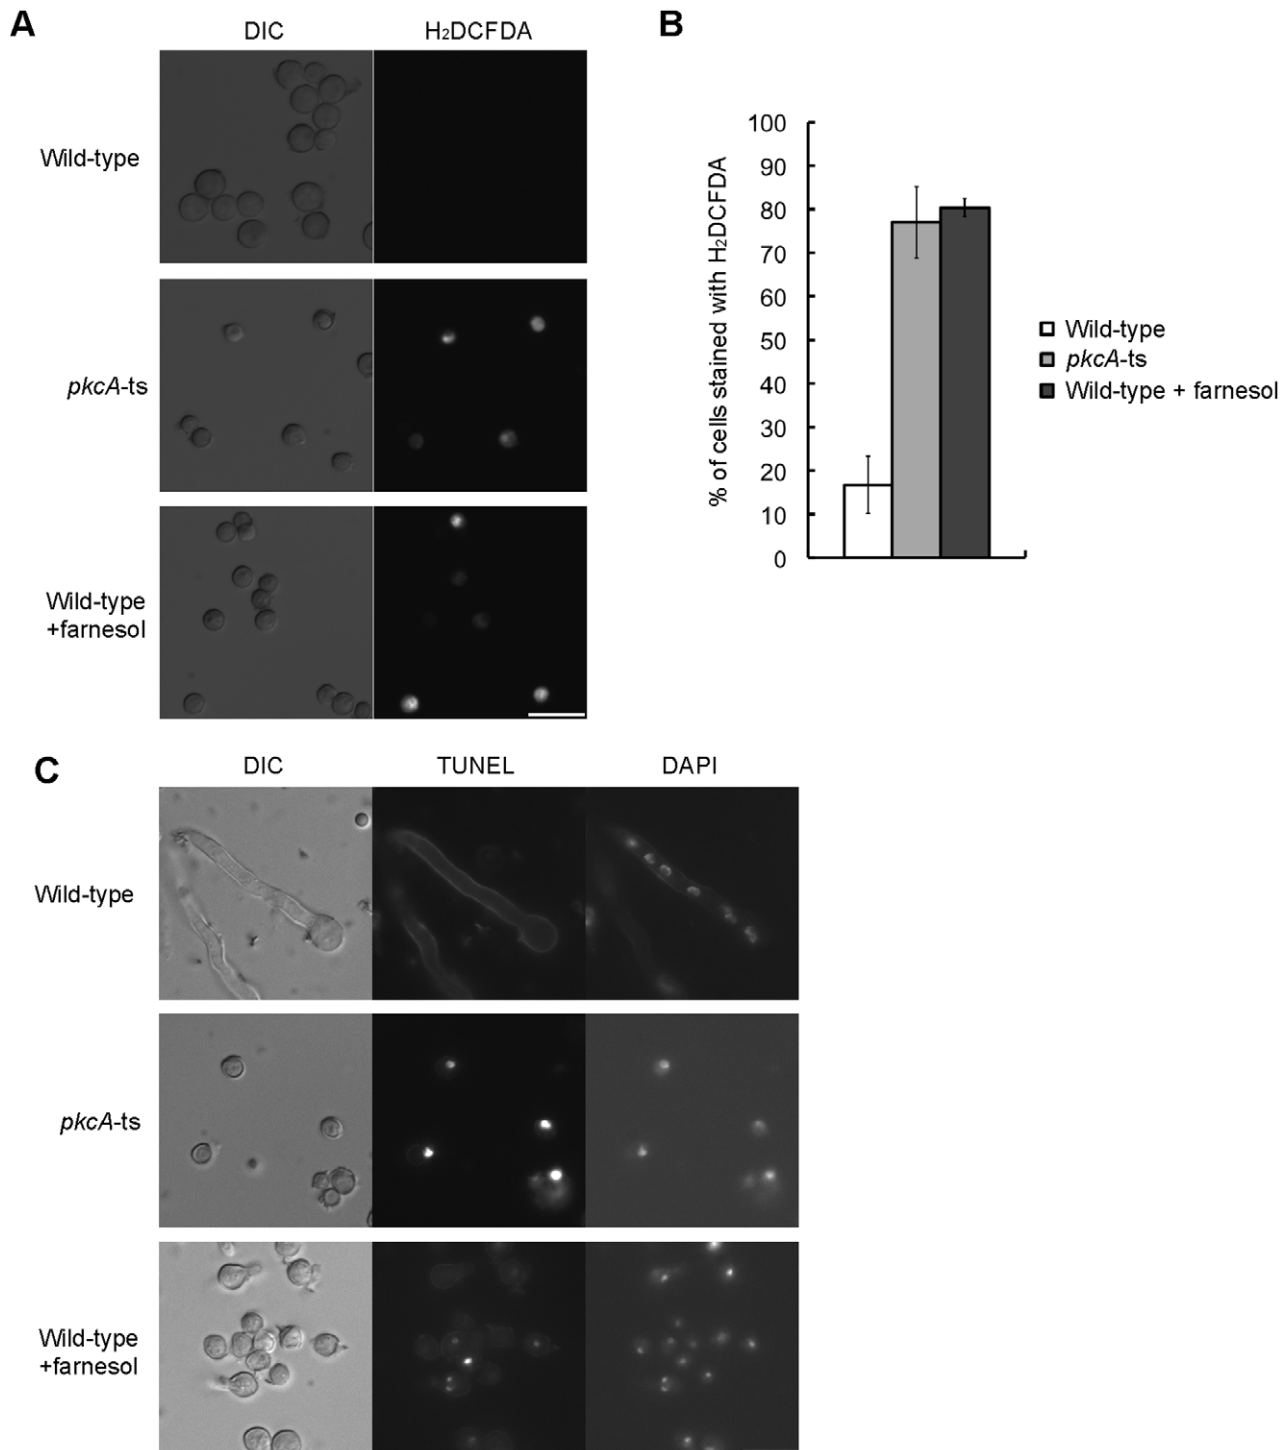 A
DIC
H₂DCFDA
Wild-type
pkcA-ts
Wild-type
+farnesol
B
% of cells stained with H₂DCFDA
100
90
80
70
60
50
40
30
20
10
0
Wild-type
pkcA-ts
Wild-type + farnesol
C
DIC
TUNEL
DAPI
Wild-type
pkcA-ts
Wild-type
+farnesol